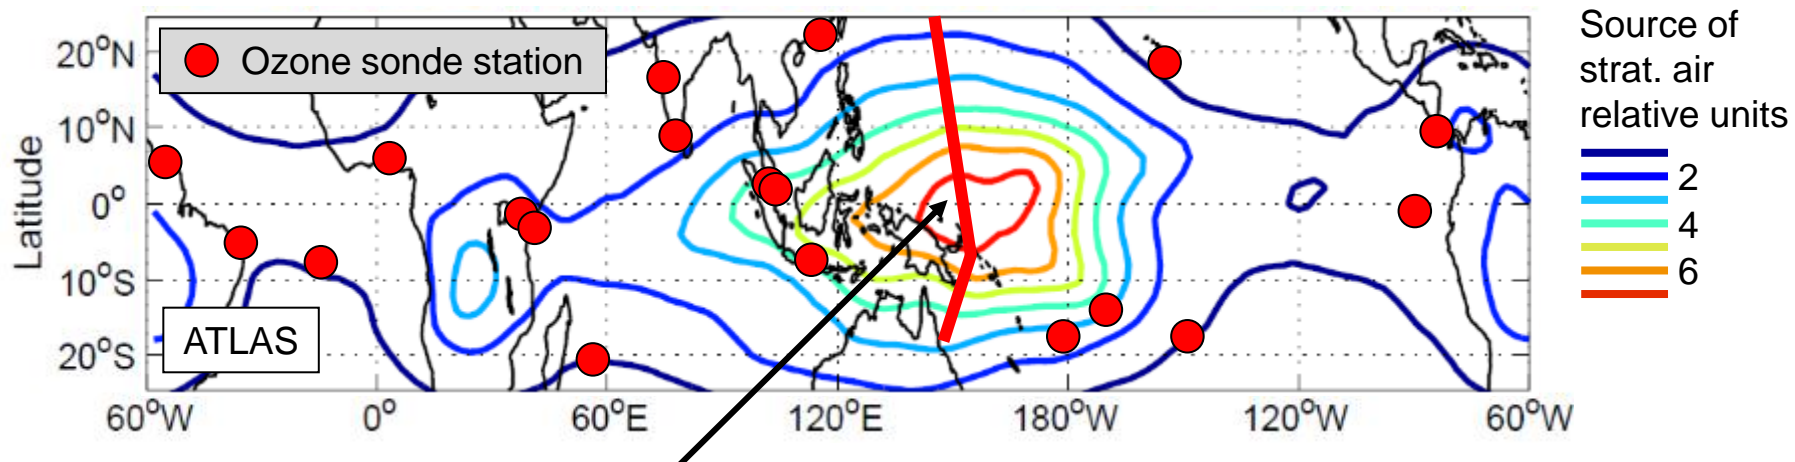 Source of
strat. air
relative units
2
4
6
Ozone sonde station
ATLAS
Latitude
20°N
10°N
0°
10°S
20°S
60°W
0°
60°E
120°E
180°W
120°W
60°W